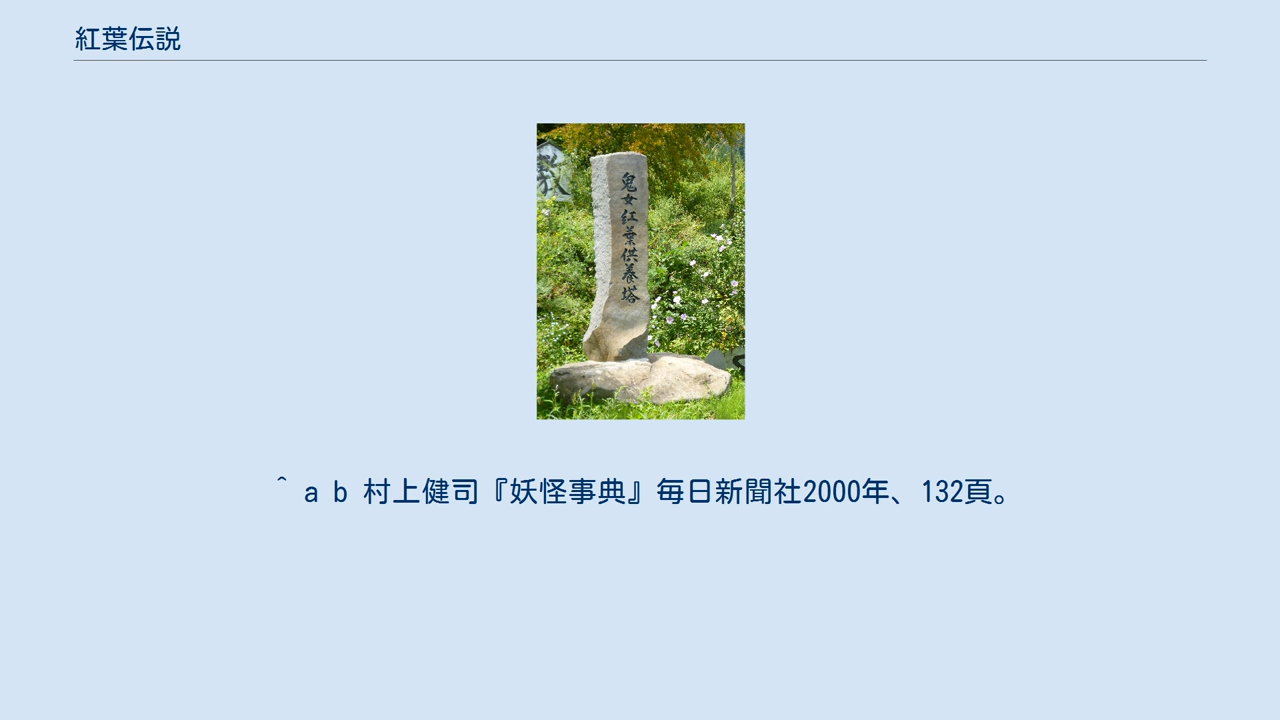 紅葉伝説
教
鬼女紅葉供養塔
^ a b 村上健司『妖怪事典』毎日新聞社2000年、132頁。